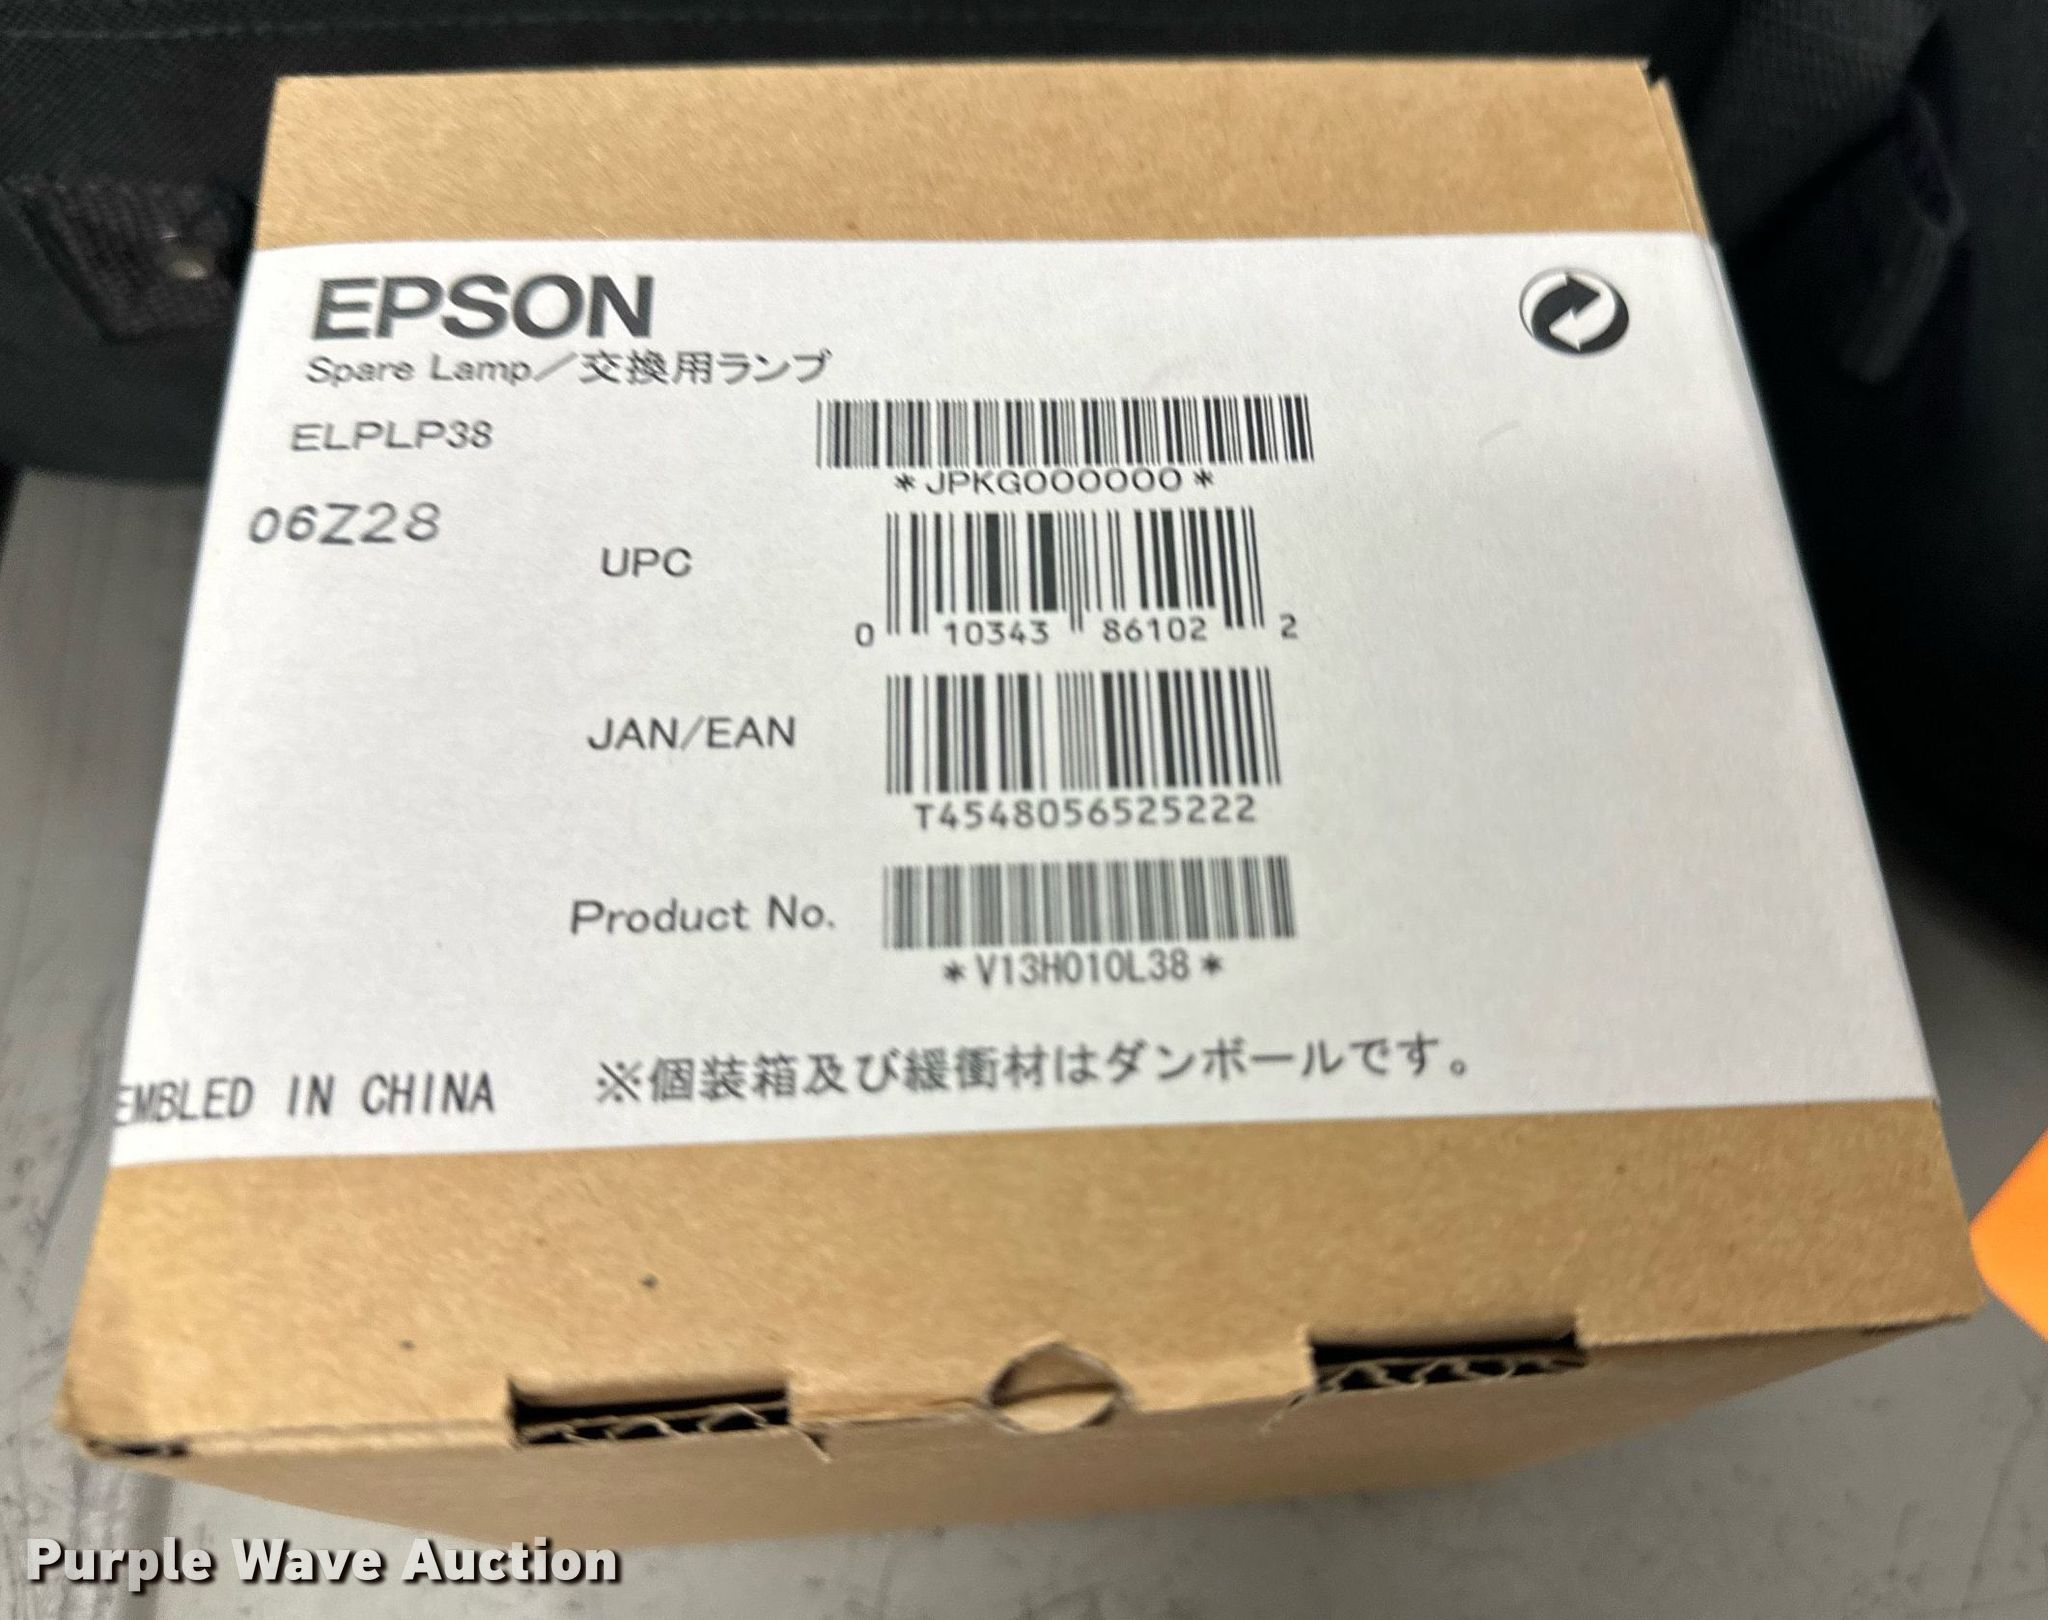 EPSON
Spare Lamp／交換用ランプ
ELPLP38
*JPKG000000*
06Z28
UPC
0 10343 86102 2
JAN/EAN
T4548056525222
Product No.
*V13H010L38*
EMBLED IN CHINA
※個装箱及び緩衝材はダンボールです。
Purple Wave Auction